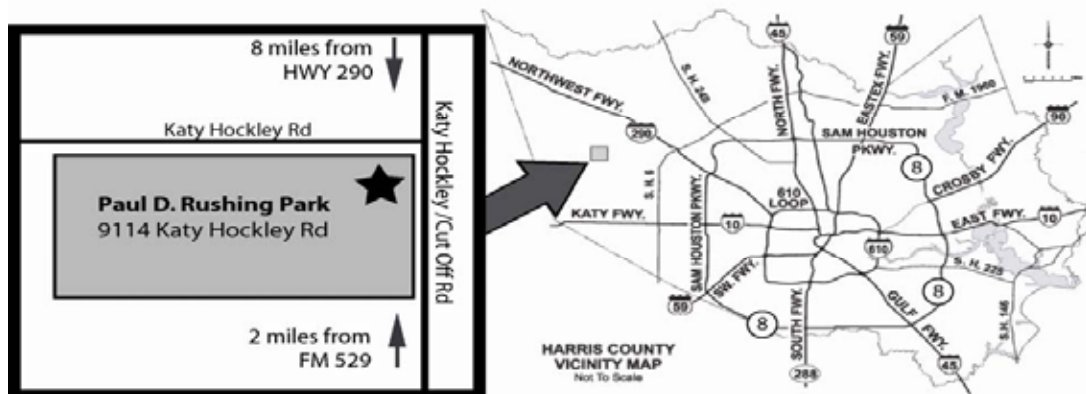 8 miles from
HWY 290
Katy Hockley Rd
Paul D. Rushing Park
9114 Katy Hockley Rd
2 miles from
FM 529
Katy Hockley /Cut Off Rd
NORTHWEST FWY.
290
S. H. 249
45
NORTH FWY.
EASTEX FWY.
59
F. M. 1960
90
CROSBY FWY.
SAM HOUSTON
PKWY.
8
S. H. 6
SAM HOUSTON PKWY.
610
LOOP
KATY FWY.
10
EAST FWY.
10
610
S. H. 225
S.H. 146
SW. FWY.
59
8
8
SOUTH FWY.
288
GULF FWY.
45
HARRIS COUNTY
VICINITY MAP
Not To Scale